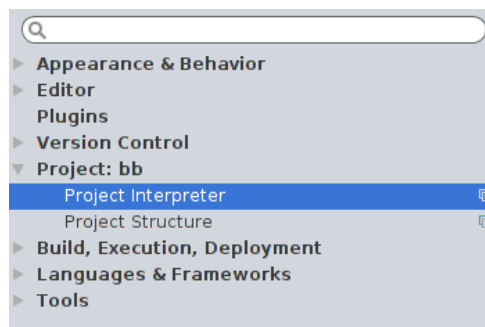 Appearance & Behavior
Editor
Plugins
Version Control
Project: bb
Project Interpreter
Project Structure
Build, Execution, Deployment
Languages & Frameworks
Tools